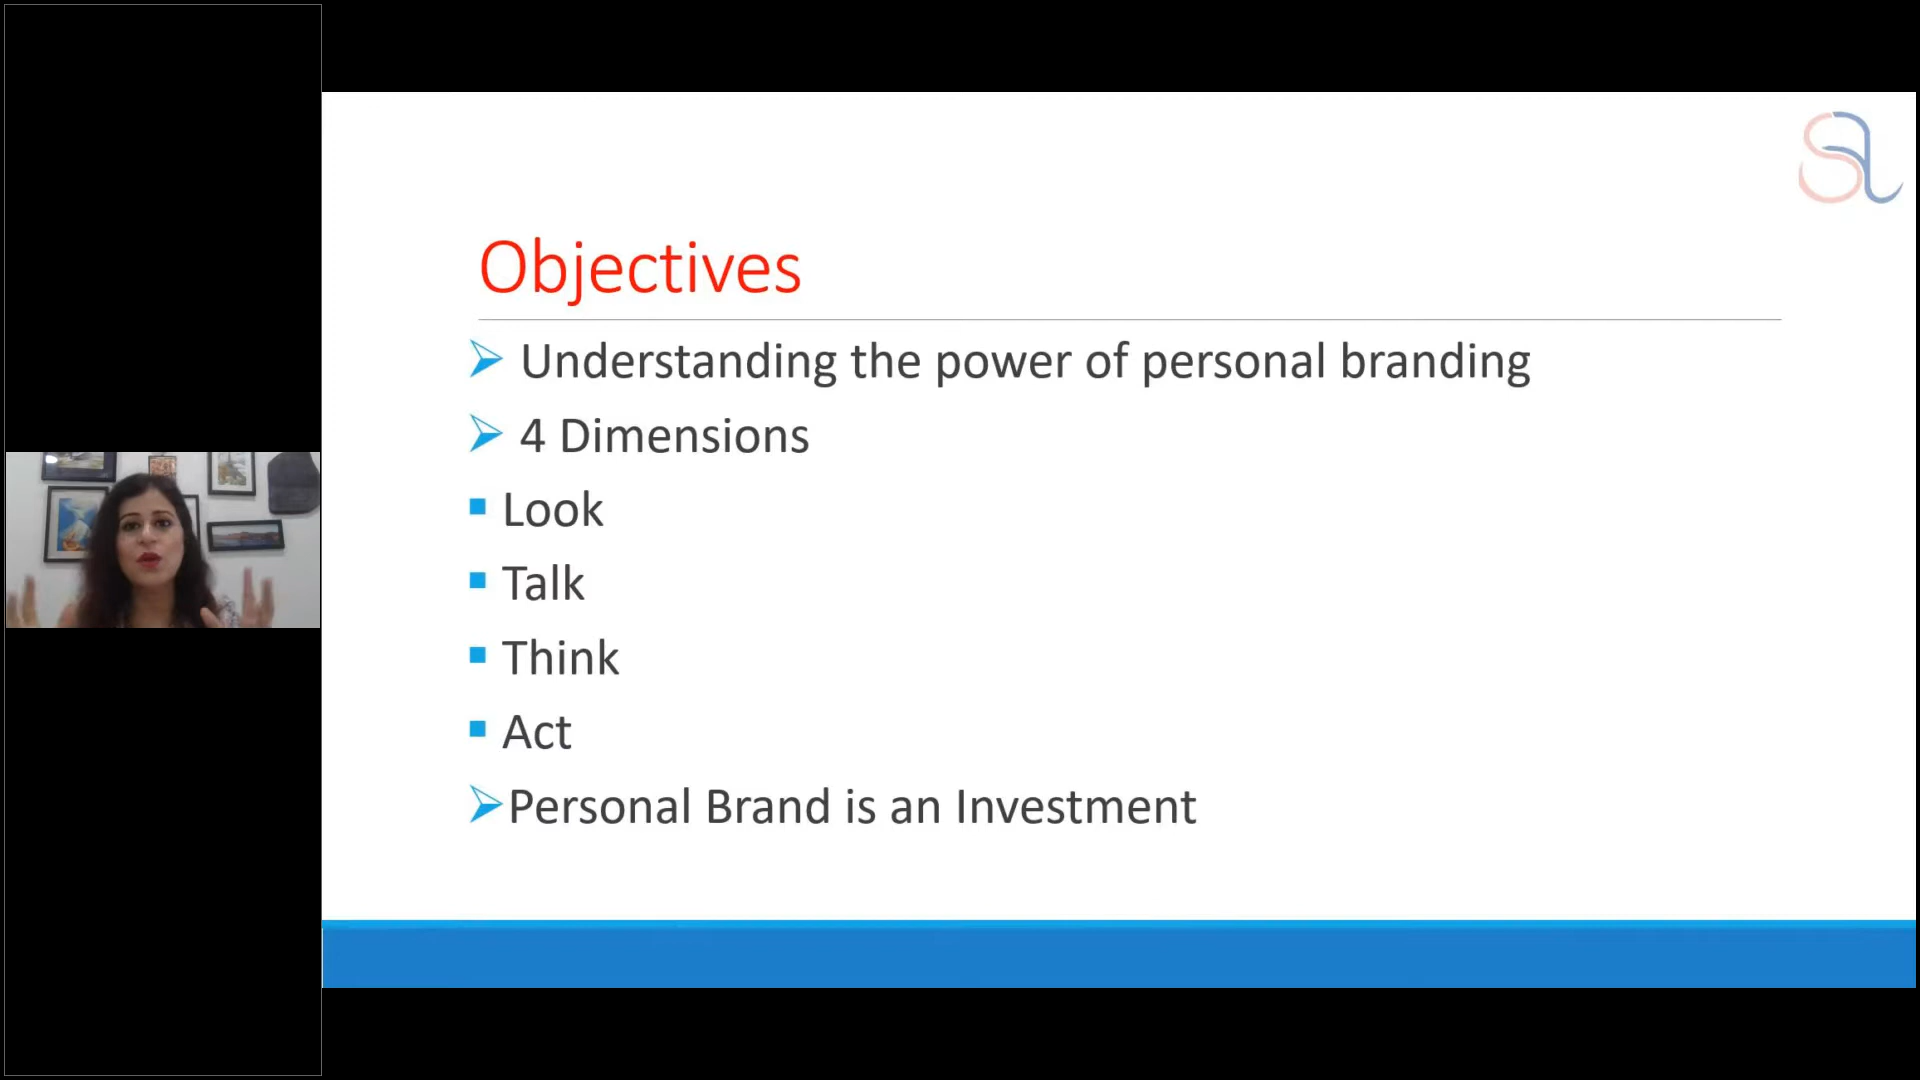 Objectives
Understanding the power of personal branding
4 Dimensions
Look
Talk
Think
Act
Personal Brand is an Investment